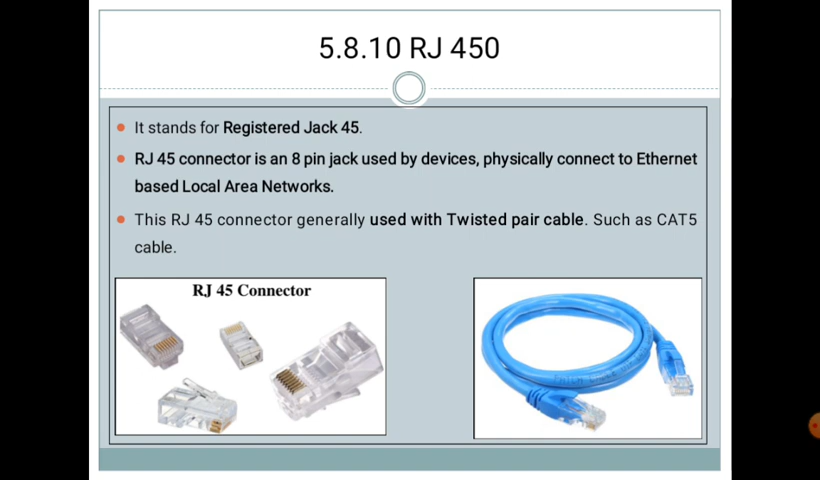 5.8.10 RJ 450
It stands for Registered Jack 45.
RJ 45 connector is an 8 pin jack used by devices, physically connect to Ethernet
based Local Area Networks.
This RJ 45 connector generally used with Twisted pair cable. Such as CAT5
cable.
RJ 45 Connector